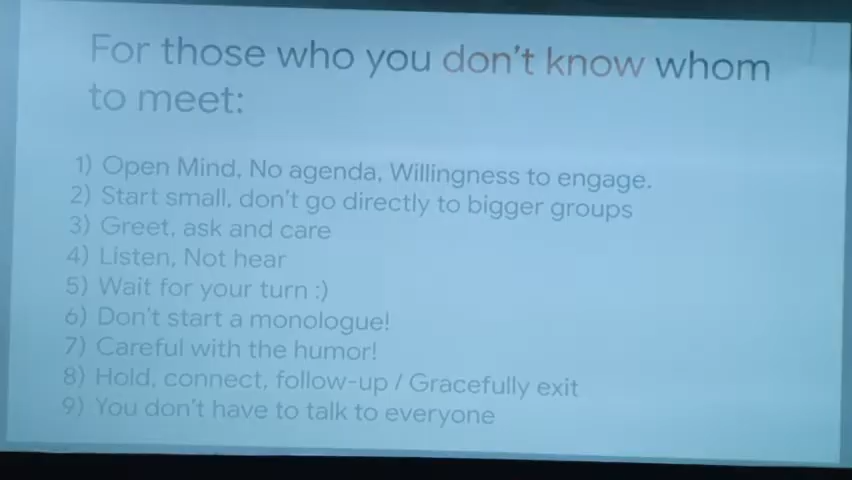 For those who you don't know whom
to meet:
1) Open Mind, No agenda, Willingness to engage.
2) Start small, don't go directly to bigger groups
3) Greet, ask and care
4) Listen, Not hear
5) Wait for your turn :)
6) Don't start a monologue!
7) Careful with the humor!
8) Hold, connect, follow-up / Gracefully exit
9) You don't have to talk to everyone